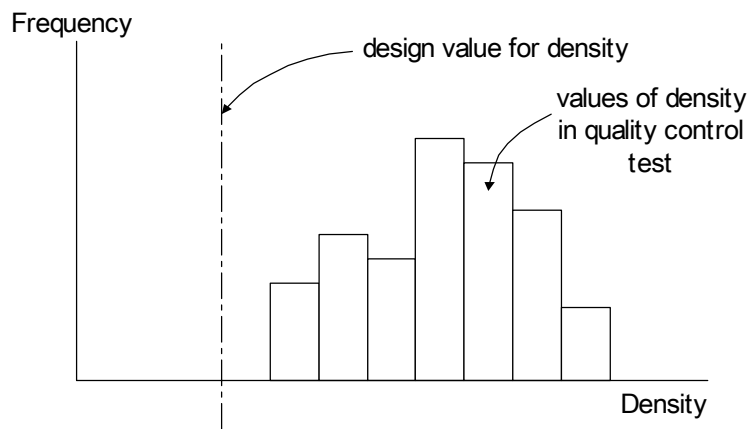 Frequency
design value for density
values of density
in quality control
test
Density